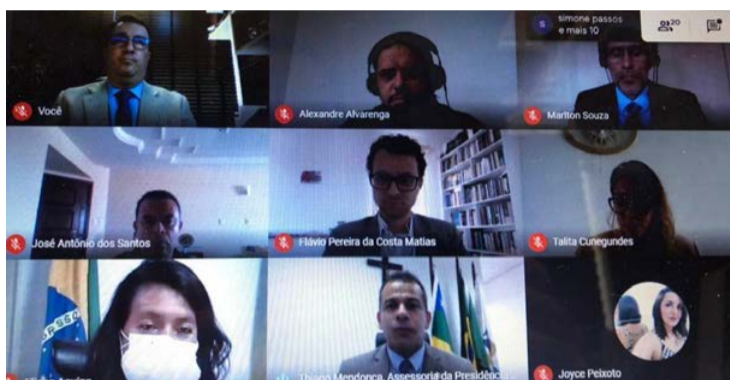 s
simone passos
e mais 10
20
Você
Alexandre Alvarenga
Marlton Souza
José Antônio dos Santos
Flávio Pereira da Costa Matias
Talita Cunegundes
Thiago Mendonça, Assessoria da Presidência
Joyce Peixoto